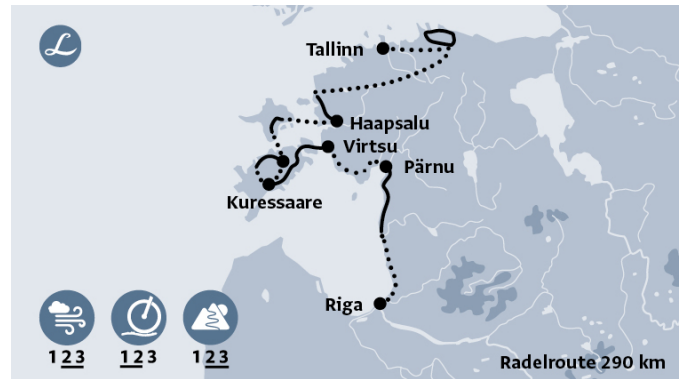 L
Tallinn
Haapsalu
Virtsu
Pärnu
Kuressaare
Riga
123 123 123
Radelroute 290 km